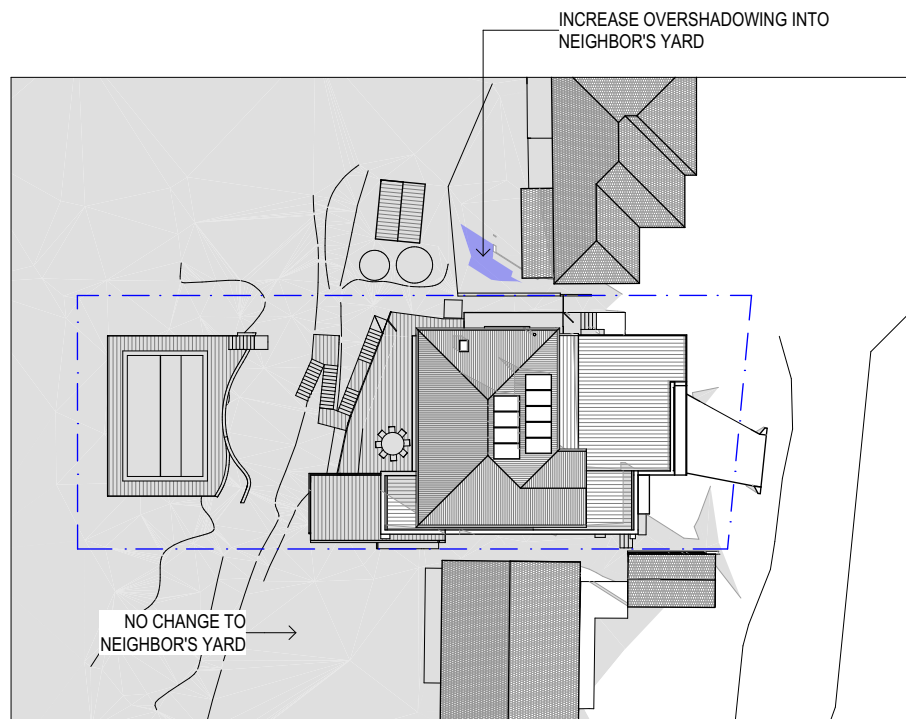 INCREASE OVERSHADOWING INTO
NEIGHBOR'S YARD
NO CHANGE TO
NEIGHBOR'S YARD